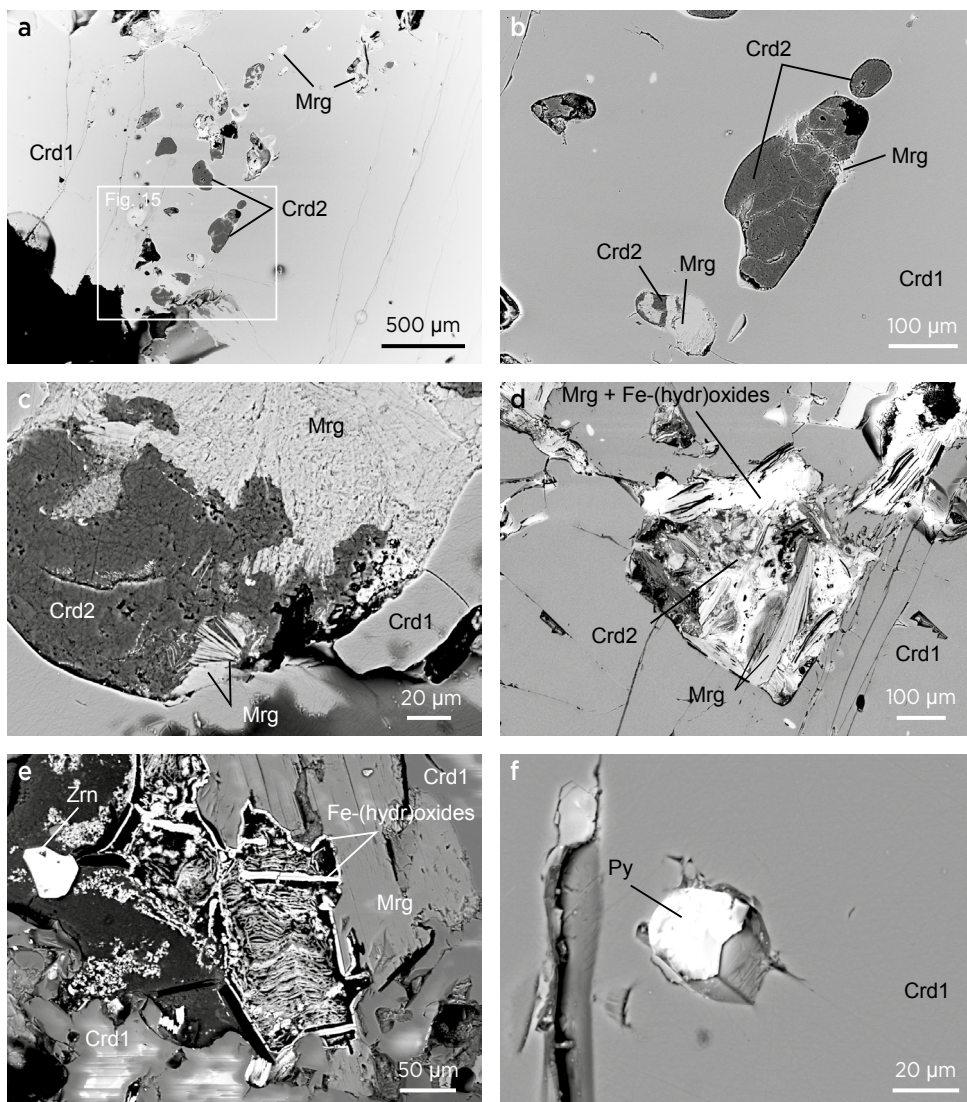 a
Mrg
Crd1
Fig. 15
Crd2
500 µm
b
Crd2
Mrg
Crd2
Mrg
Crd1
100 µm
c
Mrg
Crd2
Crd1
Mrg
20 µm
d
Mrg + Fe-(hydr)oxides
Crd2
Crd1
Mrg
100 µm
e
Crd1
Zrn
Fe-(hydr)oxides
Mrg
Crd1
50 µm
f
Py
Crd1
20 µm